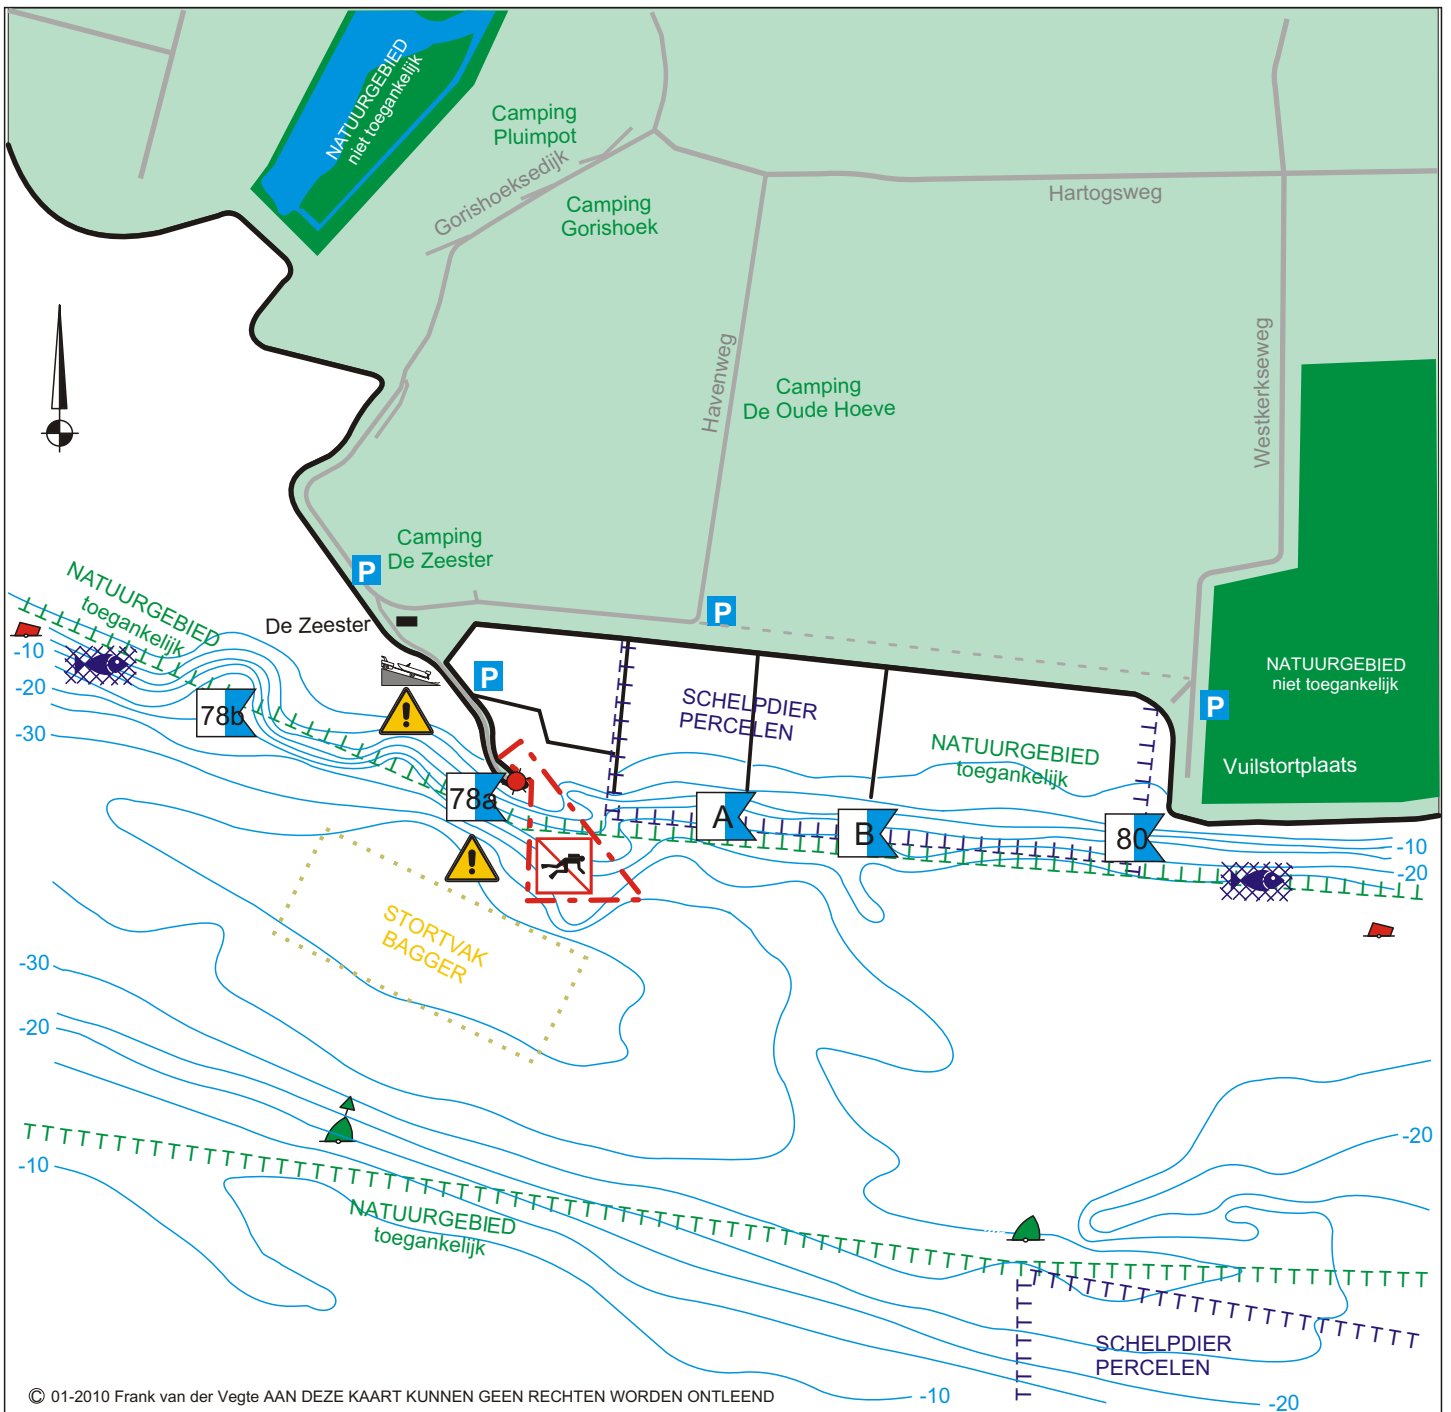 NATUURGEBIED
niet toegankelijk
Camping
Pluimpot
Gorishoeksedijk
Camping
Gorishoek
Hartogsweg
Havenweg
Camping
De Oude Hoeve
Westkerkseweg
Camping
De Zeester
P
NATUURGEBIED
toegankelijk
De Zeester
P
-10
-20
-30
78b
!
P
SCHELPDIER
PERCELEN
NATUURGEBIED
toegankelijk
NATUURGEBIED
niet toegankelijk
P
Vuilstortplaats
78a
A
B
80
-10
-20
!
STORTVAK
BAGGER
-30
-20
-10
NATUURGEBIED
toegankelijk
-20
SCHELPDIER
PERCELEN
© 01-2010 Frank van der Vegte AAN DEZE KAART KUNNEN GEEN RECHTEN WORDEN ONTLEEND
-10
-20